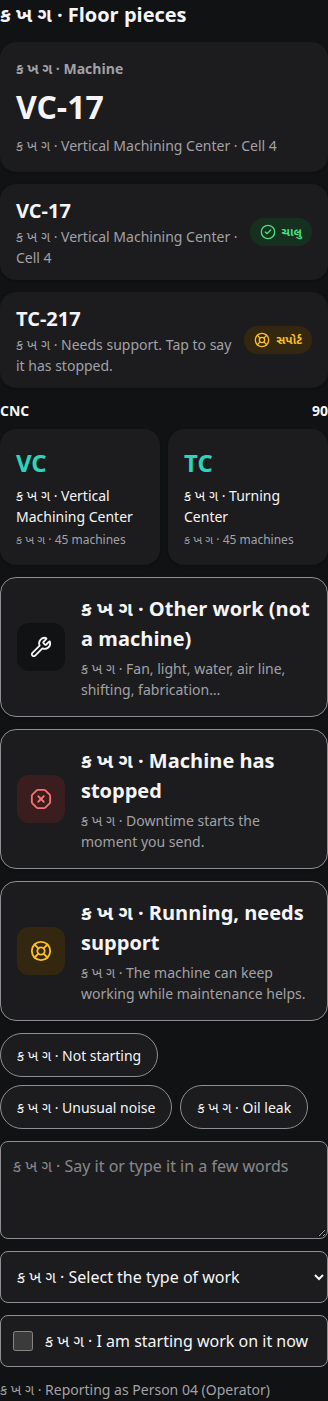 ક ખ ગ · Floor pieces
ક ખ ગ · Machine
VC-17
ક ખ ગ · Vertical Machining Center · Cell 4
VC-17
ક ખ ગ · Vertical Machining Center ·
Cell 4
ચાલુ
TC-217
ક ખ ગ · Needs support. Tap to say
it has stopped.
સપોર્ટ
CNC 90
VC
ક ખ ગ · Vertical
Machining Center
ક ખ ગ · 45 machines
TC
ક ખ ગ · Turning
Center
ક ખ ગ · 45 machines
ક ખ ગ · Other work (not
a machine)
ક ખ ગ · Fan, light, water, air line,
shifting, fabrication…
ક ખ ગ · Machine has
stopped
ક ખ ગ · Downtime starts the
moment you send.
ક ખ ગ · Running, needs
support
ક ખ ગ · The machine can keep
working while maintenance helps.
ક ખ ગ · Not starting
ક ખ ગ · Unusual noise
ક ખ ગ · Oil leak
ક ખ ગ · Say it or type it in a few words
ક ખ ગ · Select the type of work
ક ખ ગ · I am starting work on it now
ક ખ ગ · Reporting as Person 04 (Operator)